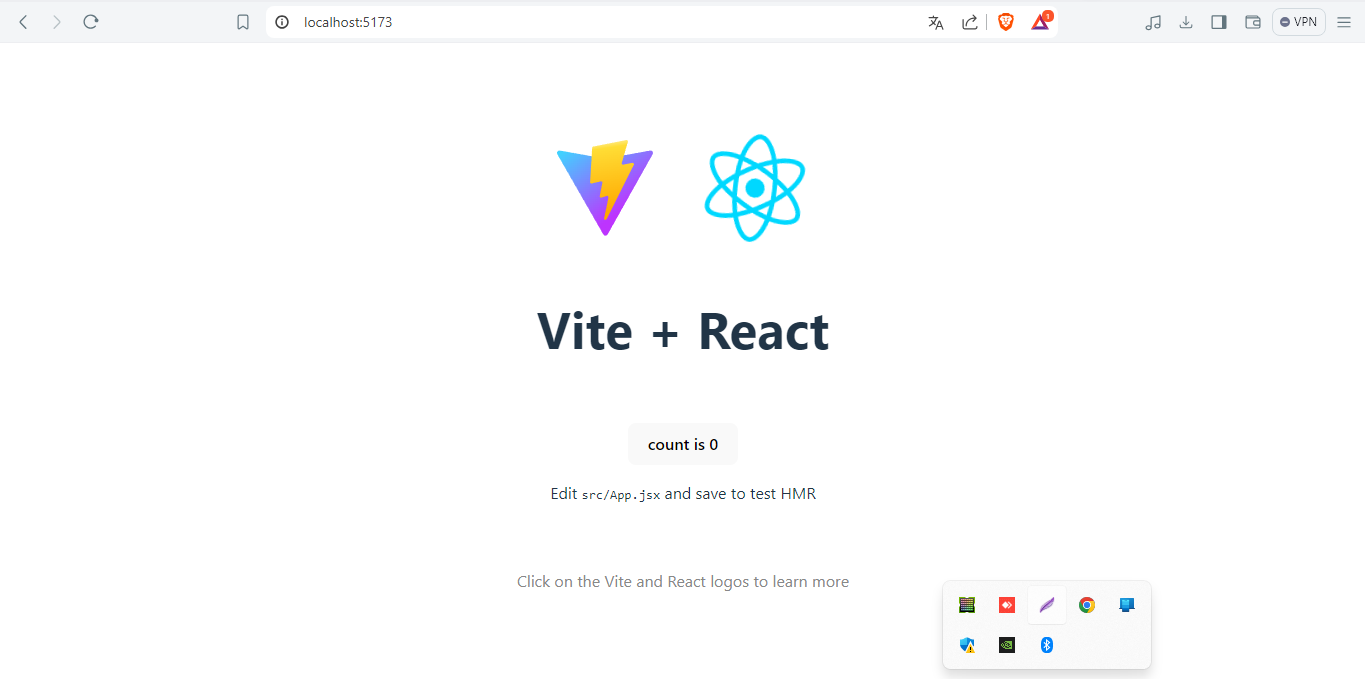 localhost:5173
1
VPN
Vite + React
count is 0
Edit src/App.jsx and save to test HMR
Click on the Vite and React logos to learn more